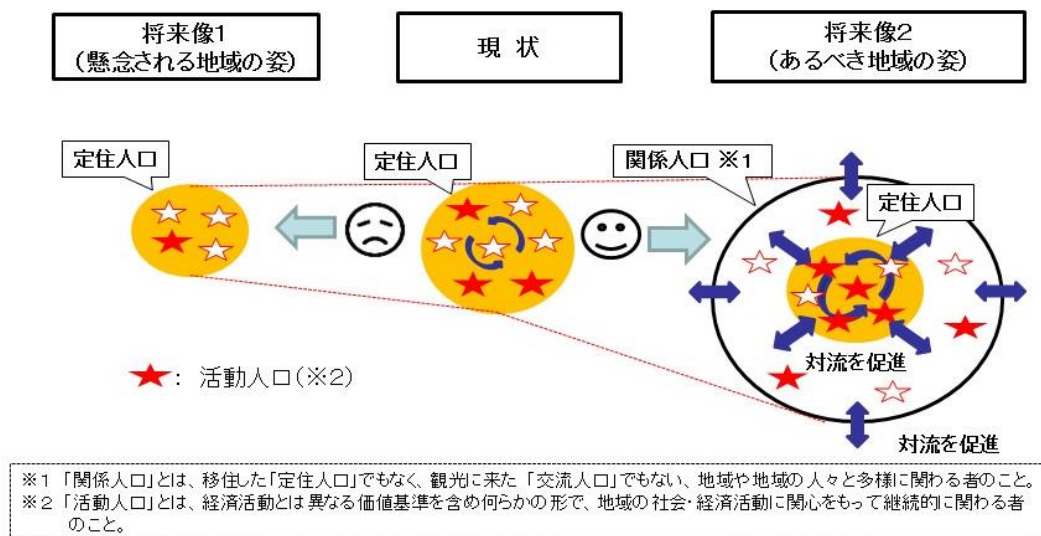 将来像1
(懸念される地域の姿)
現 状
将来像2
(あるべき地域の姿)
定住人口
定住人口
関係人口 ※1
定住人口
対流を促進
★： 活動人口(※2)
対流を促進
※1 「関係人口」とは、移住した「定住人口」でもなく、観光に来た「交流人口」でもない、地域や地域の人々と多様に関わる者のこと。
※2 「活動人口」とは、経済活動とは異なる価値基準を含め何らかの形で、地域の社会・経済活動に関心をもって継続的に関わる者
のこと。